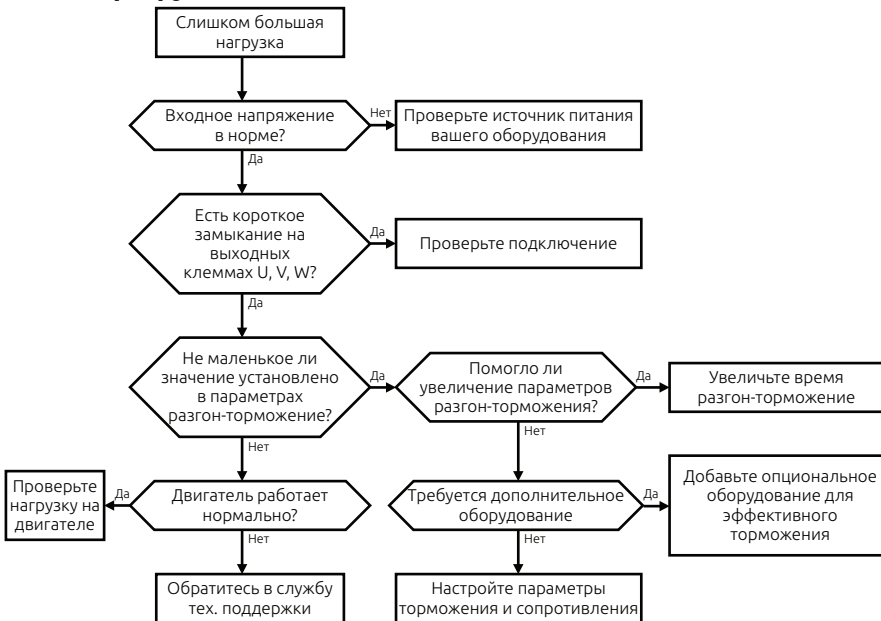 Слишком большая
нагрузка
Входное напряжение
в норме?
Нет
Проверьте источник питания
вашего оборудования
Да
Есть короткое
замыкание на
выходных
клеммах U, V, W?
Да
Проверьте подключение
Да
Не маленькое ли
значение установлено
в параметрах
разгон-торможение?
Да
Помогло ли
увеличение параметров
разгон-торможения?
Да
Увеличьте время
разгон-торможение
Нет
Нет
Проверьте
нагрузку на
двигателе
Да
Двигатель работает
нормально?
Требуется дополнительное
оборудование
Да
Добавьте опциональное
оборудование для
эффективного
торможения
Нет
Нет
Обратитесь в службу
тех. поддержки
Настройте параметры
торможения и сопротивления